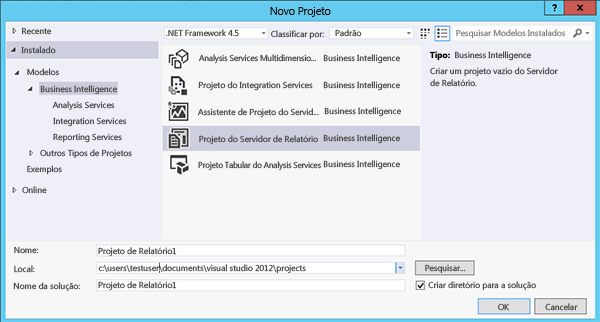 Novo Projeto
? ×
Recente
.NET Framework 4.5
Classificar por:
Padrão
Pesquisar Modelos Instalados
Instalado
Modelos
Business Intelligence
Analysis Services
Integration Services
Reporting Services
Outros Tipos de Projetos
Exemplos
Online
Analysis Services Multidimensio... Business Intelligence
Projeto do Integration Services Business Intelligence
Assistente de Projeto do Servid... Business Intelligence
Projeto do Servidor de Relatório Business Intelligence
Projeto Tabular do Analysis Services Business Intelligence
Tipo: Business Intelligence
Criar um projeto vazio do Servidor
de Relatório.
Nome: Projeto de Relatório1
Local: c:\users\testuser\documents\visual studio 2012\projects
Pesquisar...
Nome da solução: Projeto de Relatório1
Criar diretório para a solução
OK
Cancelar